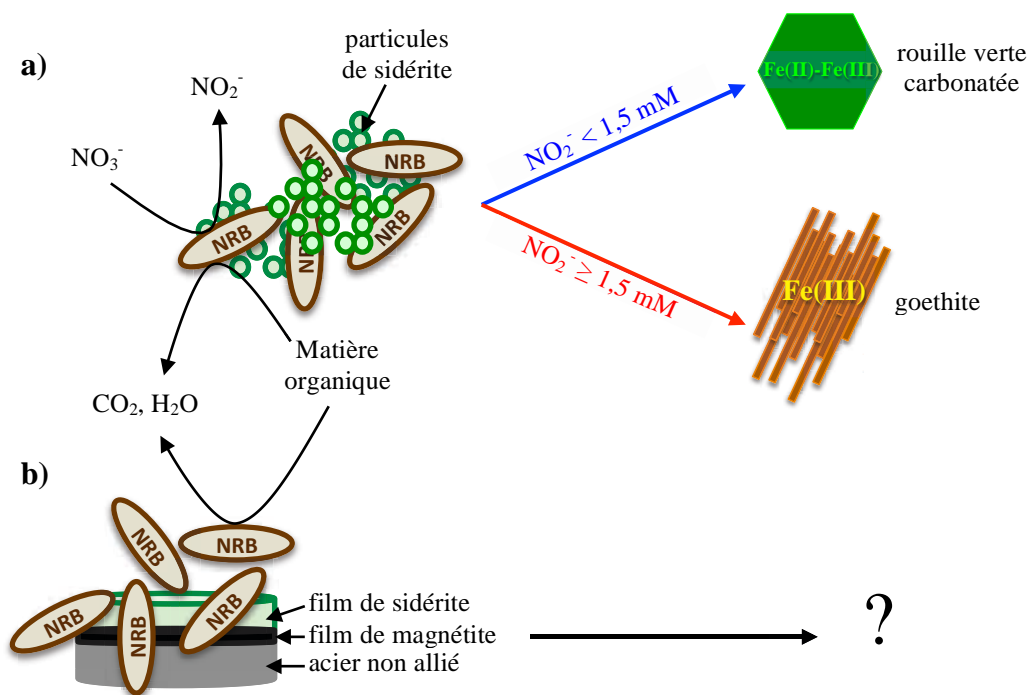 a)
particules
de sidérite
NO₂⁻
NO₃⁻
NRB
NRB
NRB
NRB
NRB
NO₂⁻ < 1,5 mM
NO₂⁻ ≥ 1,5 mM
Fe(II)-Fe(III)
rouille verte
carbonatée
Fe(III)
goethite
Matière
organique
CO₂, H₂O
b)
NRB
NRB
NRB
NRB
NRB
film de sidérite
film de magnétite
acier non allié
?